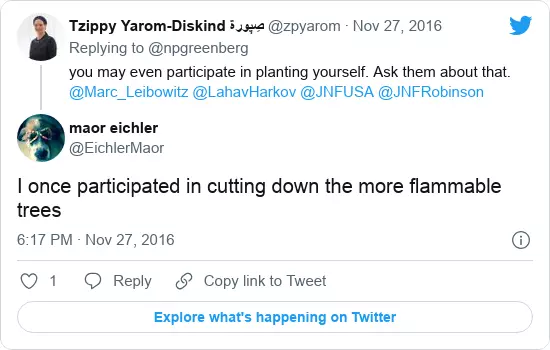 Tzippy Yarom-Diskind صِپورة @zpyarom · Nov 27, 2016
Replying to @npgreenberg
you may even participate in planting yourself. Ask them about that.
@Marc_Leibowitz @LahavHarkov @JNFUSA @JNFRobinson
maor eichler
@EichlerMaor
I once participated in cutting down the more flammable
trees
6:17 PM · Nov 27, 2016
1 Reply Copy link to Tweet
Explore what's happening on Twitter